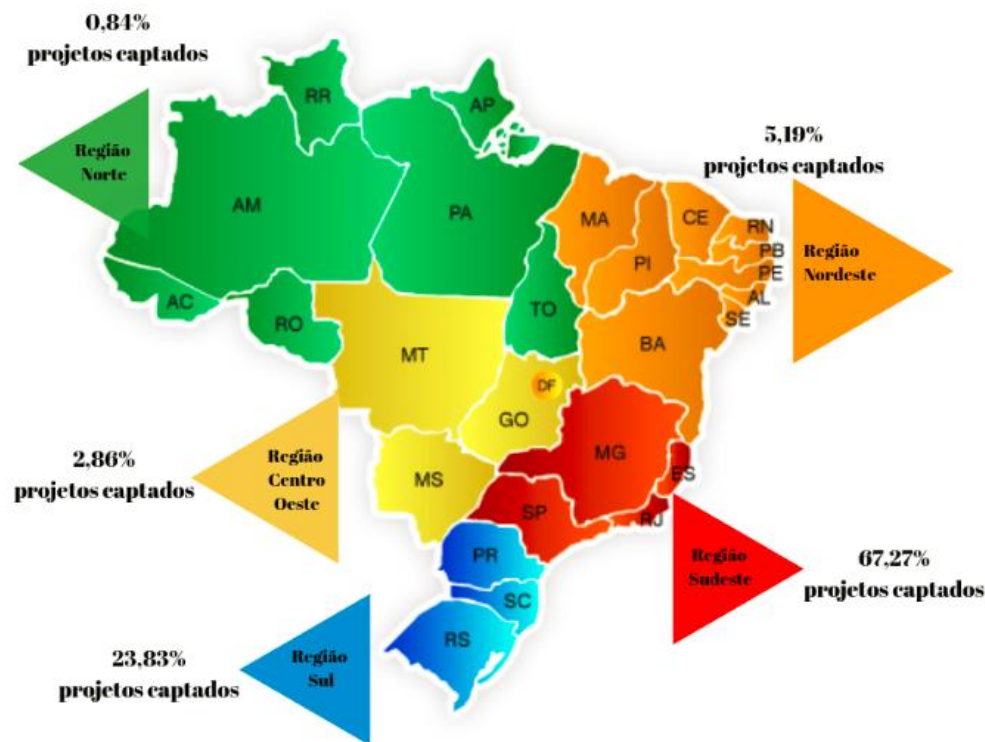 0,84%
projetos captados
Região
Norte
5,19%
projetos captados
Região
Nordeste
RR
AP
AM
PA
MA
CE
RN
PB
PE
AL
SE
PI
AC
RO
TO
BA
MT
DF
GO
MG
ES
MS
SP
RJ
PR
SC
RS
2,86%
projetos captados
Região
Centro
Oeste
Região
Sudeste
67,27%
projetos captados
23,83%
projetos captados
Região
Sul